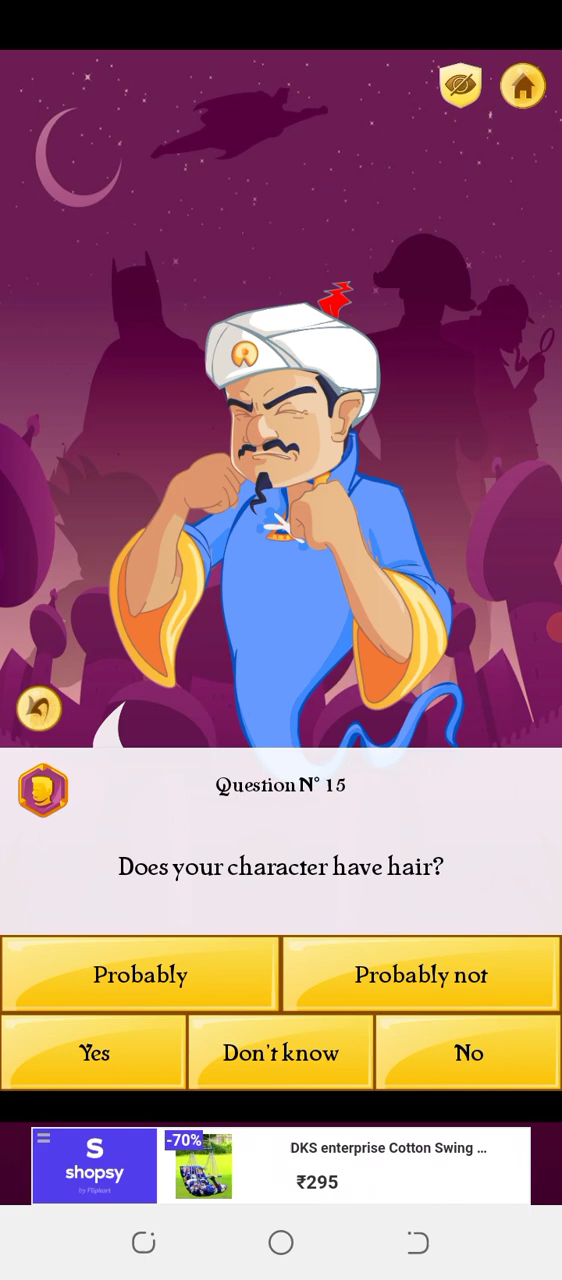 Question N° 15
Does your character have hair?
Probably
Probably not
Yes
Don't know
No
S
shopsy
by Flipkart
-70%
DKS enterprise Cotton Swing ...
₹295